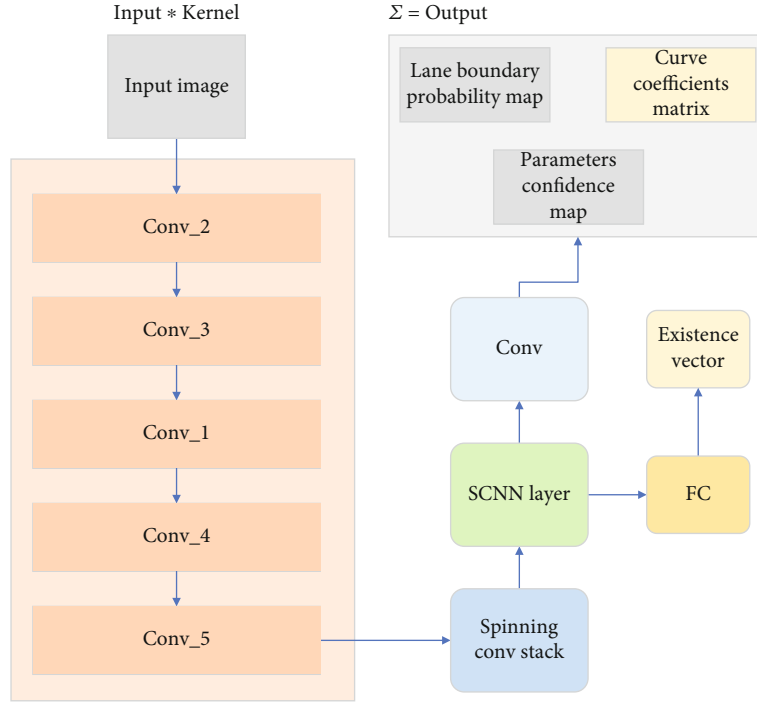 Input * Kernel
Input image
Conv_2
Conv_3
Conv_1
Conv_4
Conv_5
Σ = Output
Lane boundary
probability map
Curve
coefficients
matrix
Parameters
confidence
map
Conv
Existence
vector
SCNN layer
FC
Spinning
conv stack